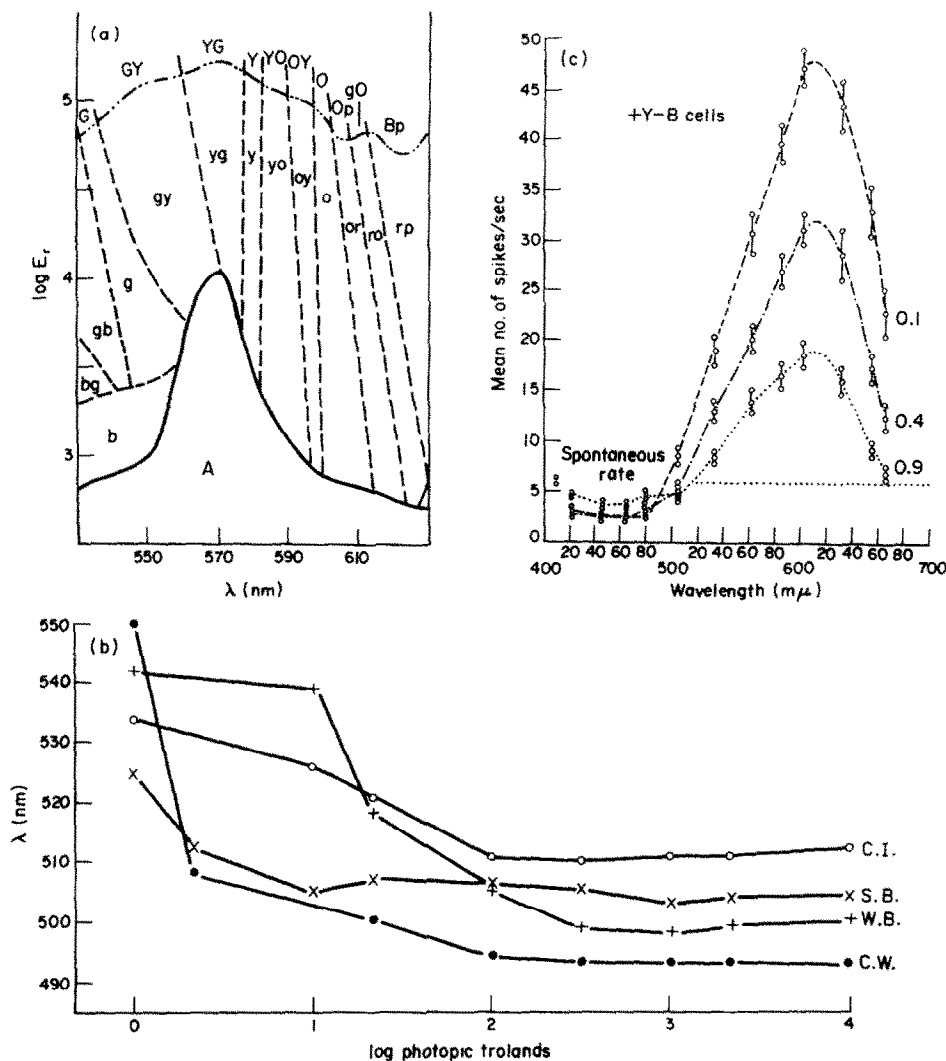 (a)
GY
YG
Y
YO
OY
O
Op
gO
Bp
G
5
gy
yg
y
yo
oy
o
or
ro
rp
g
gb
bg
b
A
4
3
log E_r
550
570
590
610
λ (nm)
(c)
+Y-B cells
50
45
40
35
30
25
20
15
10
5
0
Mean no. of spikes/sec
Spontaneous
rate
0.1
0.4
0.9
20 40 60 80 20 40 60 80 20 40 60 80
400 500 600 700
Wavelength (mμ)
(b)
550
540
530
520
510
500
490
λ (nm)
C.I.
S.B.
W.B.
C.W.
0 1 2 3 4
log photopic trolands